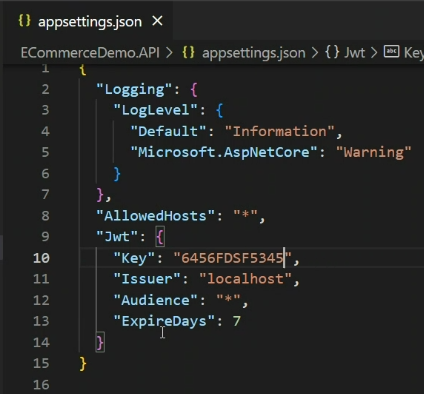 {} appsettings.json ×
ECommerceDemo.API > {} appsettings.json > {} Jwt > abc Key
1 {
2 "Logging": {
3 "LogLevel": {
4 "Default": "Information",
5 "Microsoft.AspNetCore": "Warning"
6 }
7 },
8 "AllowedHosts": "*",
9 "Jwt": {
10 "Key": "6456FDSF5345",
11 "Issuer": "localhost",
12 "Audience": "*",
13 "ExpireDays": 7
14 }
15 }
16